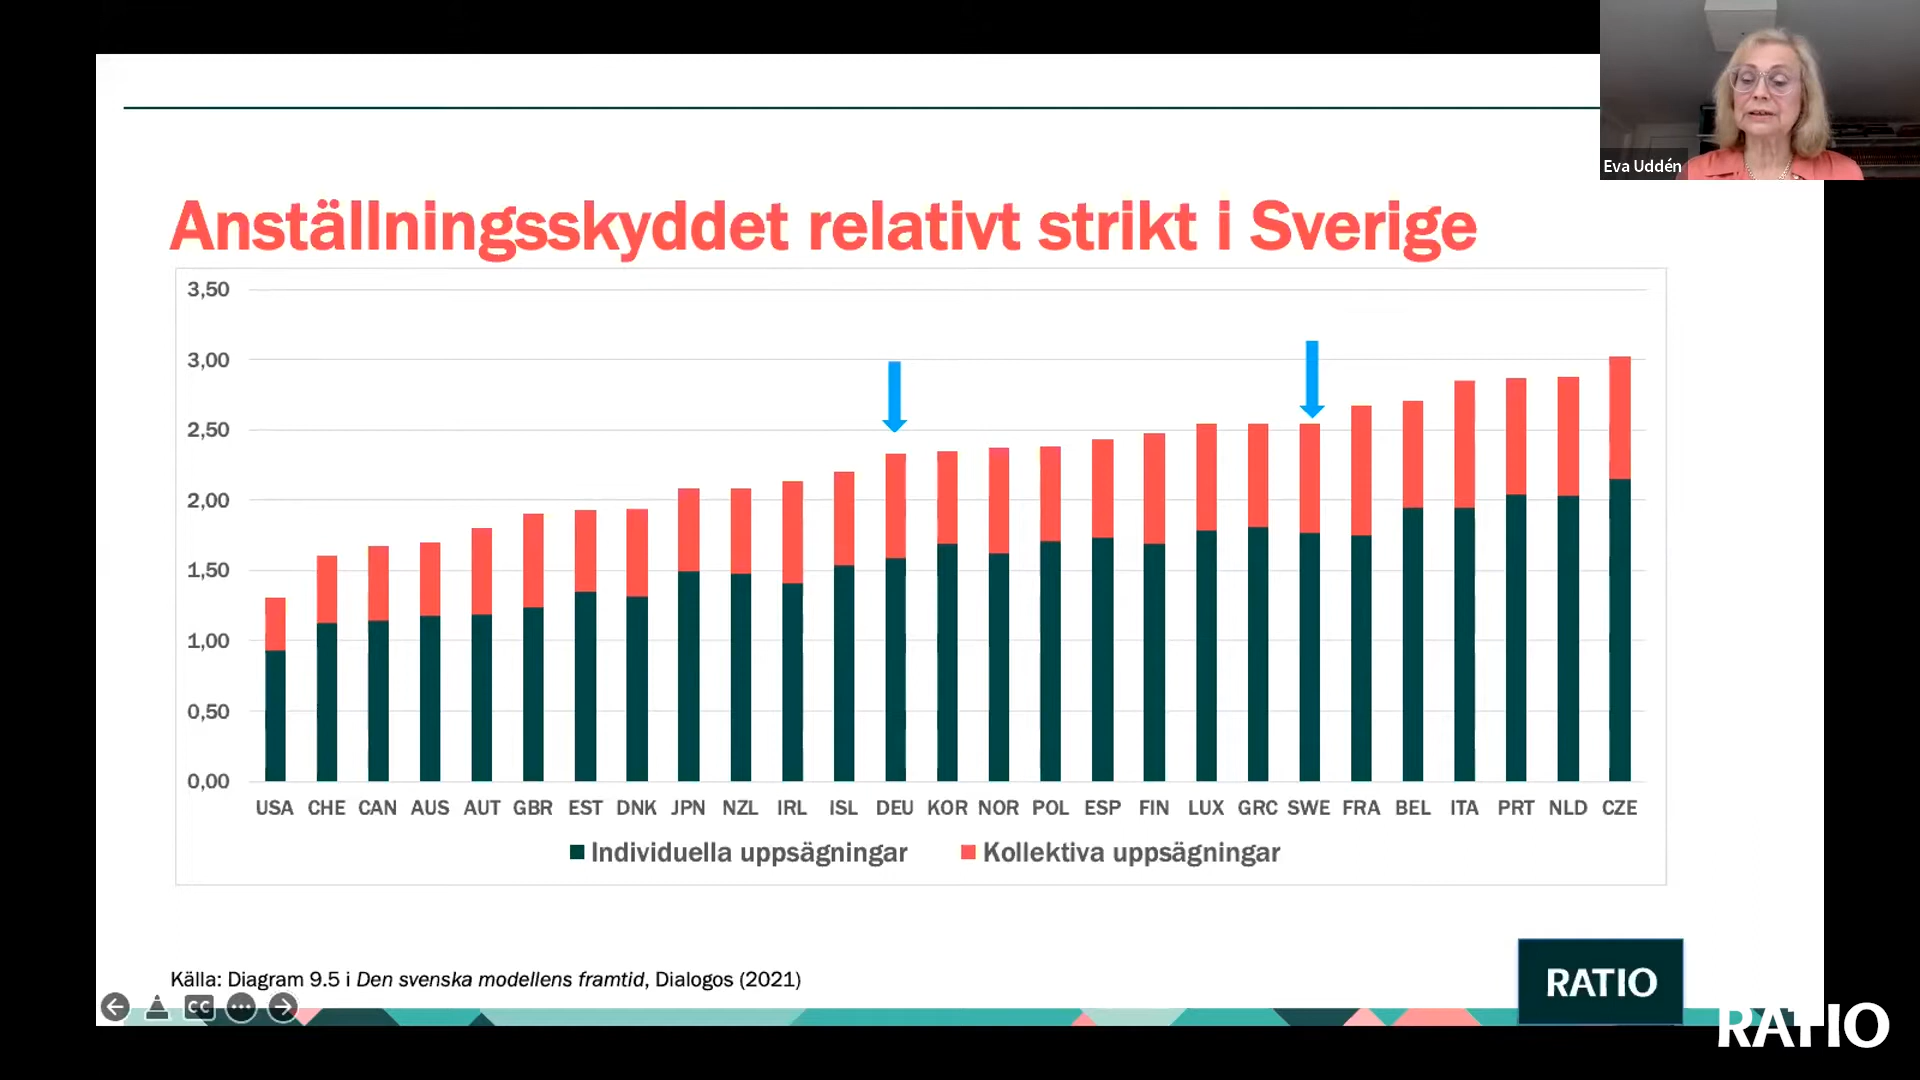 Eva Uddén
Anställningsskyddet relativt strikt i Sverige
3,50
3,00
2,50
2,00
1,50
1,00
0,50
0,00
USA CHE CAN AUS AUT GBR EST DNK JPN NZL IRL ISL DEU KOR NOR POL ESP FIN LUX GRC SWE FRA BEL ITA PRT NLD CZE
Individuella uppsägningar Kollektiva uppsägningar
Källa: Diagram 9.5 i Den svenska modellens framtid, Dialogos (2021)
RATIO
CC
RATIO